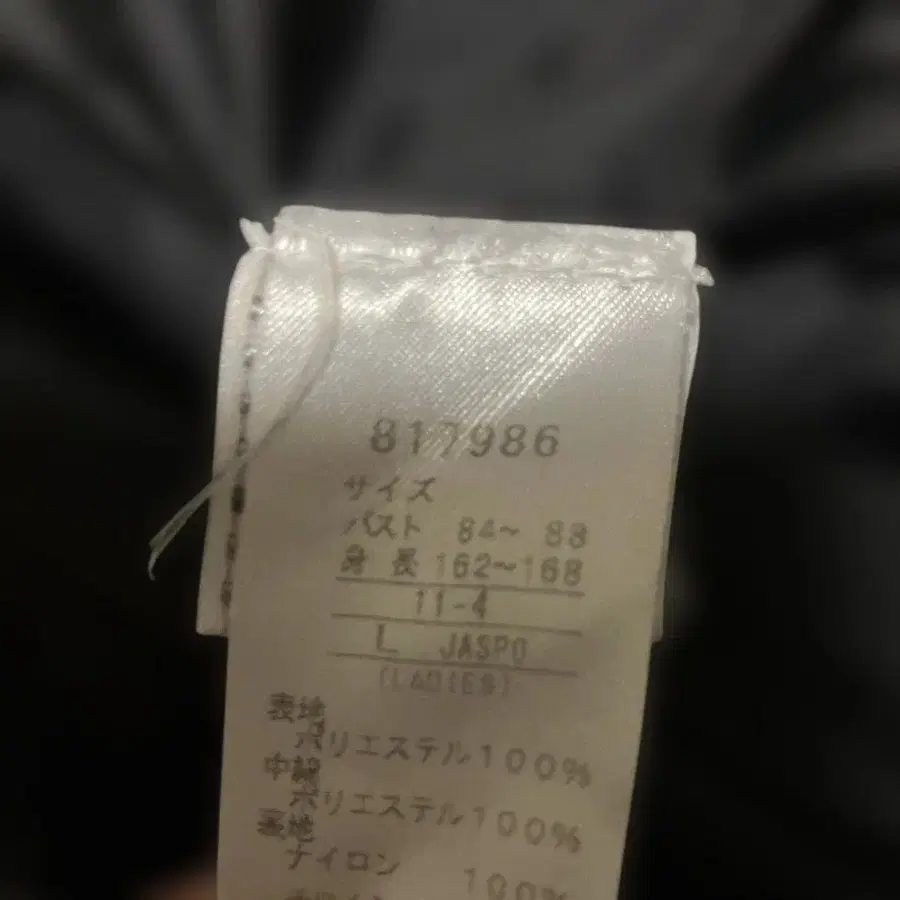 817986
サイズ
バスト 84～ 88
身 長 162～168
11-4
L JASPO
(LADIES)
表地
ポリエステル100%
中綿
ポリエステル100%
裏地
ナイロン 100%